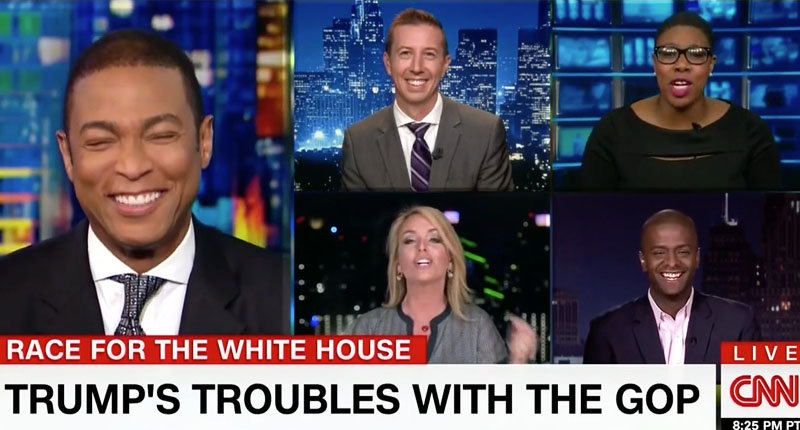 RACE FOR THE WHITE HOUSE
LIVE
TRUMP'S TROUBLES WITH THE GOP
CNN
8:25 PM PT